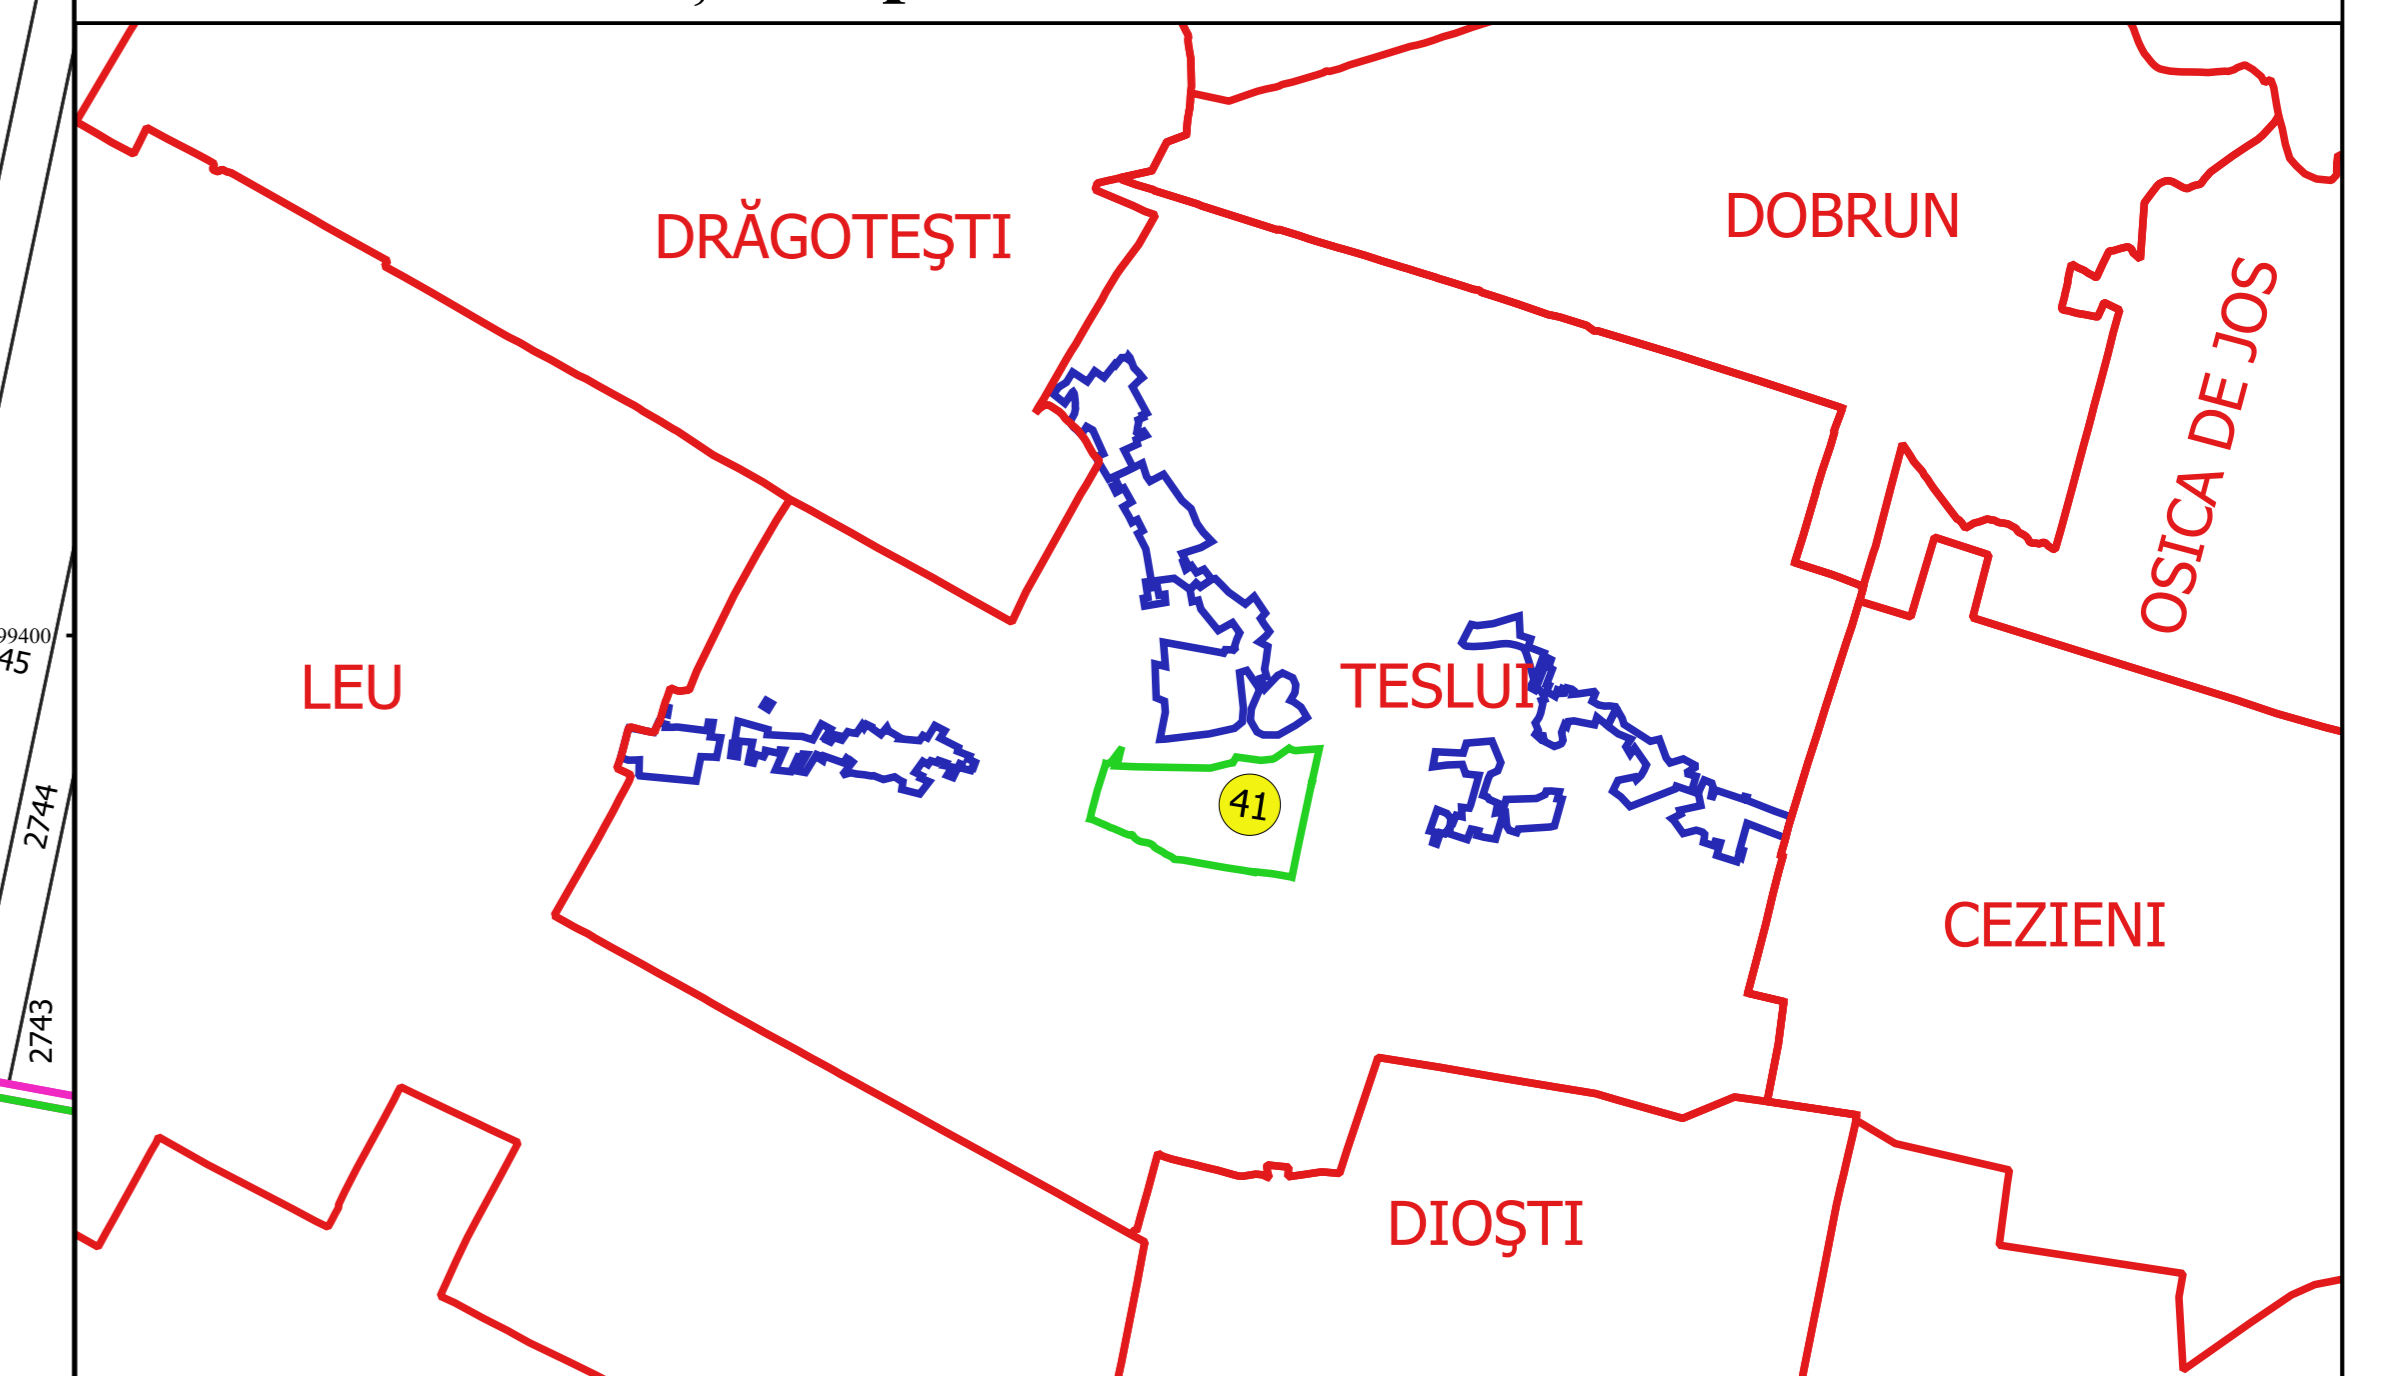 DRĂGOTEŞTI
DOBRUN
OSICA DE JOS
99400
45
LEU
TESLUI
41
2744
CEZIENI
2743
DIOŞTI